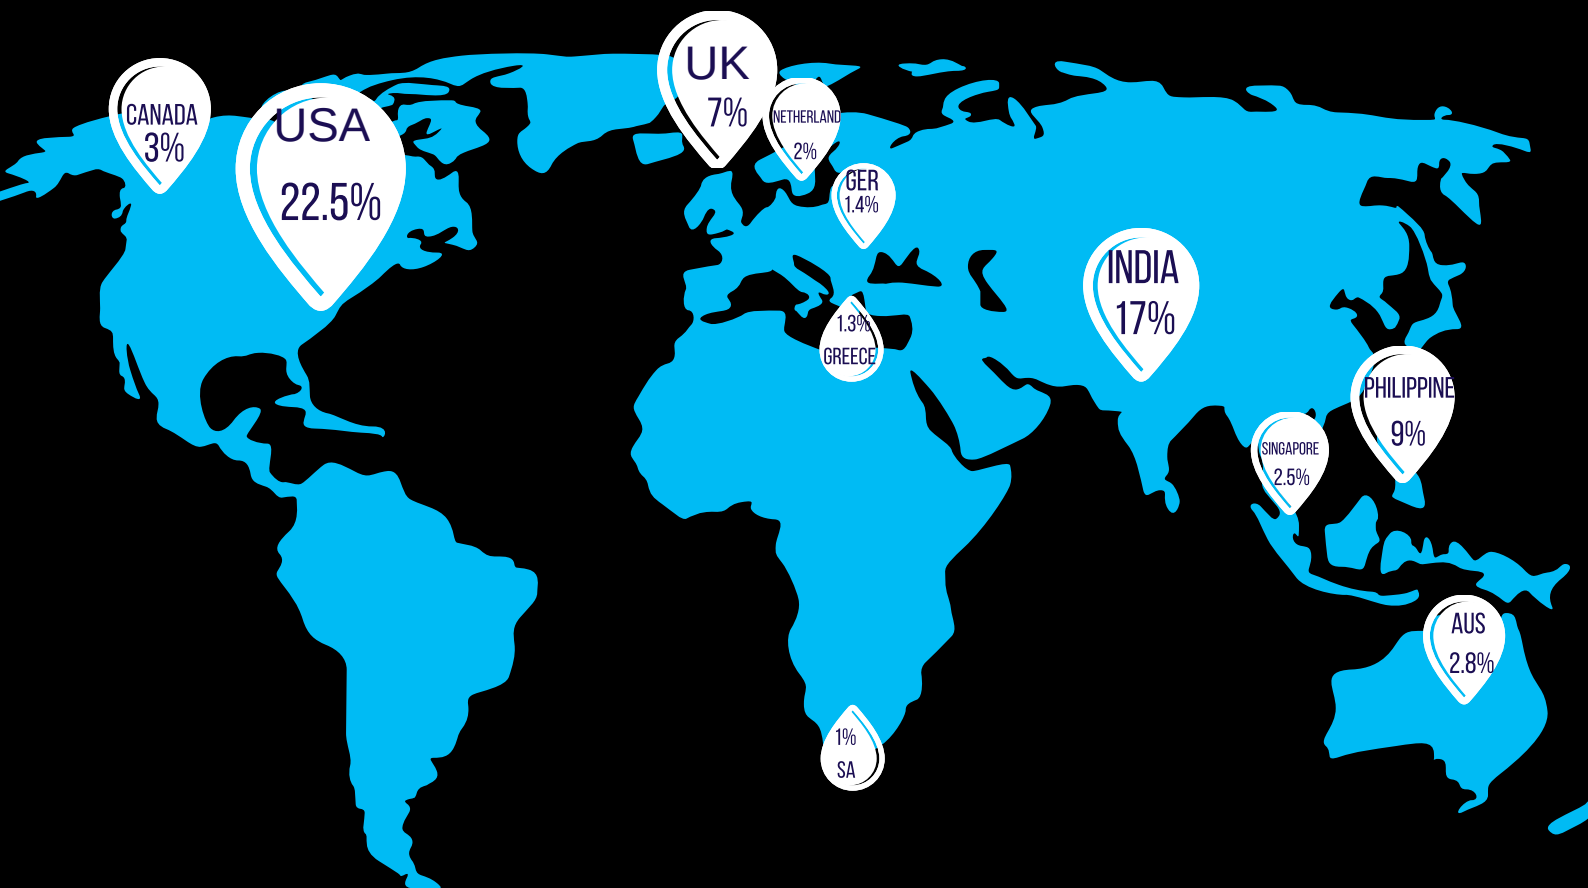 CANADA
3%
USA
22.5%
UK
7%
NETHERLAND
2%
GER
1.4%
1.3%
GREECE
INDIA
17%
PHILIPPINE
9%
SINGAPORE
2.5%
AUS
2.8%
1%
SA